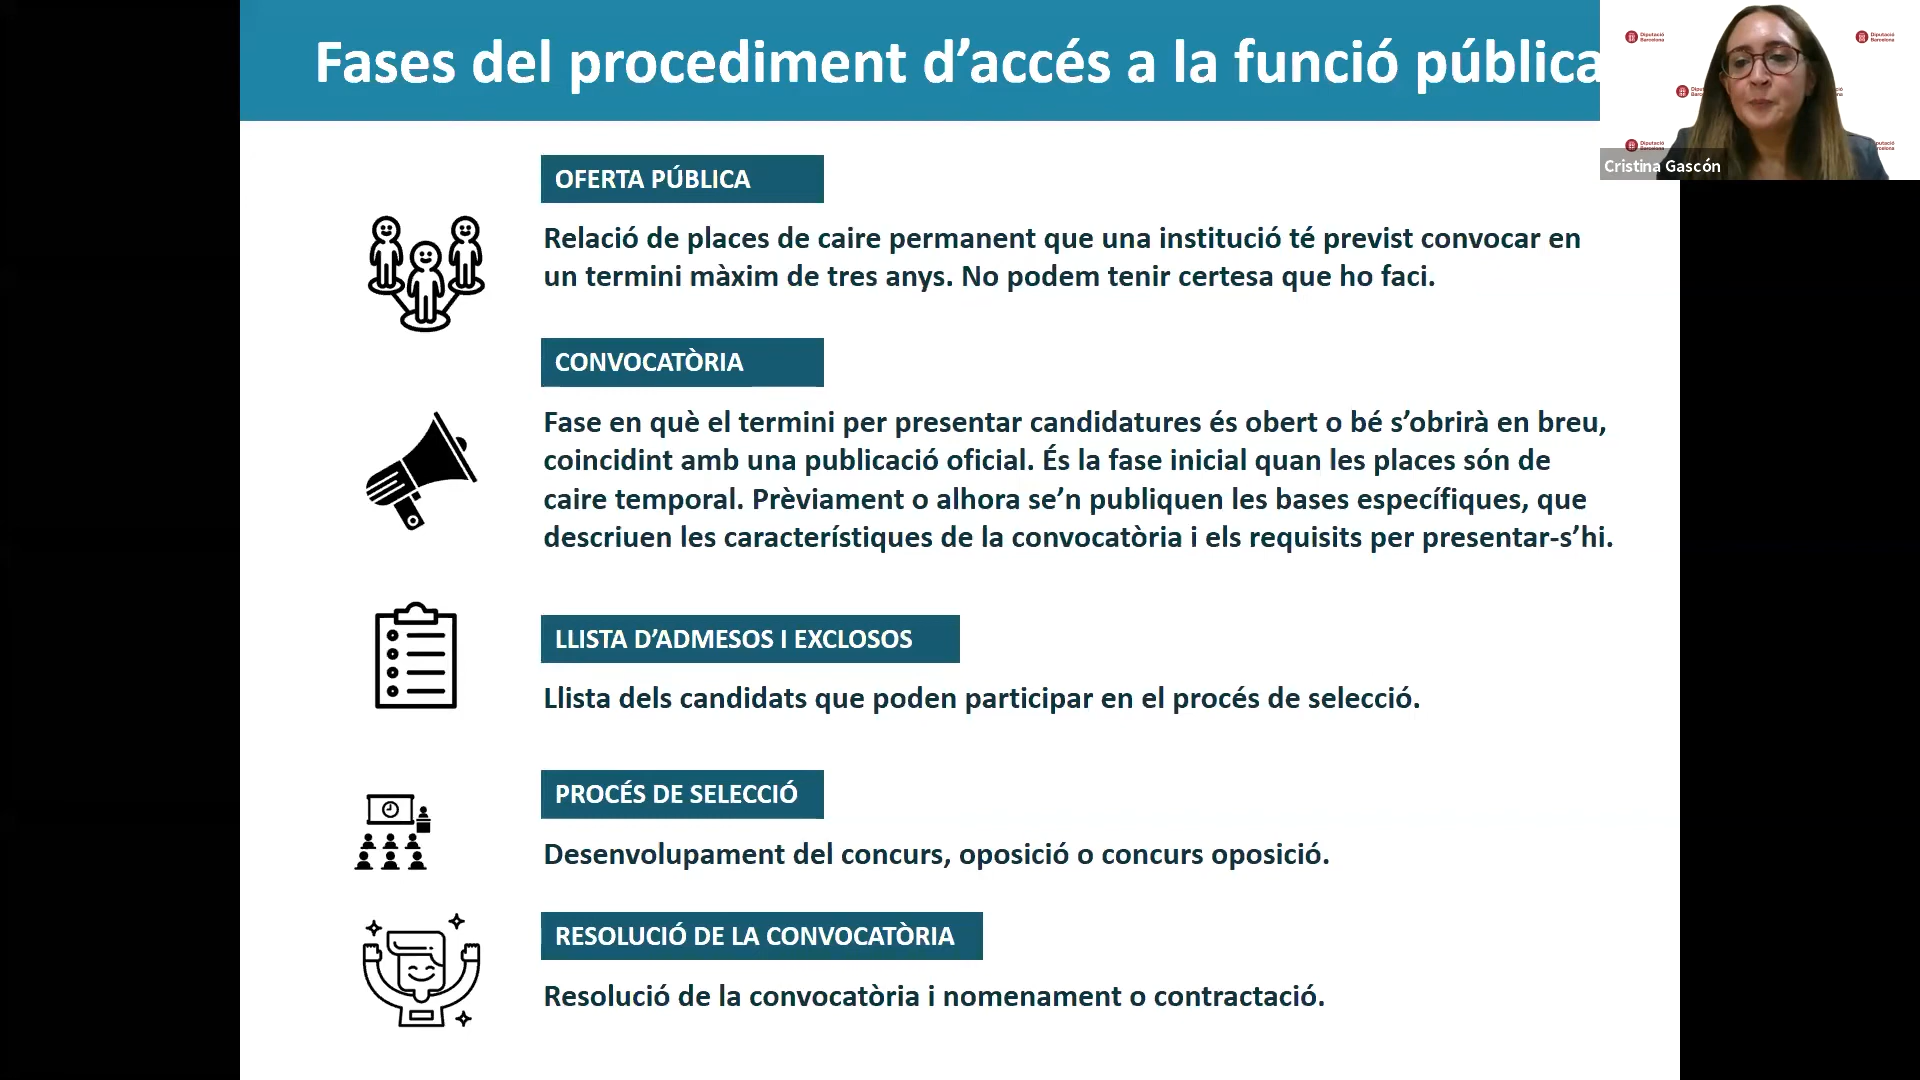 Fases del procediment d’accés a la funció pública
Diputació
Barcelona
Diputació
Barcelona
Cristina Gascón
OFERTA PÚBLICA
Relació de places de caire permanent que una institució té previst convocar en
un termini màxim de tres anys. No podem tenir certesa que ho faci.
CONVOCATÒRIA
Fase en què el termini per presentar candidatures és obert o bé s’obrirà en breu,
coincidint amb una publicació oficial. És la fase inicial quan les places són de
caire temporal. Prèviament o alhora se’n publiquen les bases específiques, que
descriuen les característiques de la convocatòria i els requisits per presentar-s’hi.
LLISTA D’ADMESOS I EXCLOSOS
Llista dels candidats que poden participar en el procés de selecció.
PROCÉS DE SELECCIÓ
Desenvolupament del concurs, oposició o concurs oposició.
RESOLUCIÓ DE LA CONVOCATÒRIA
Resolució de la convocatòria i nomenament o contractació.